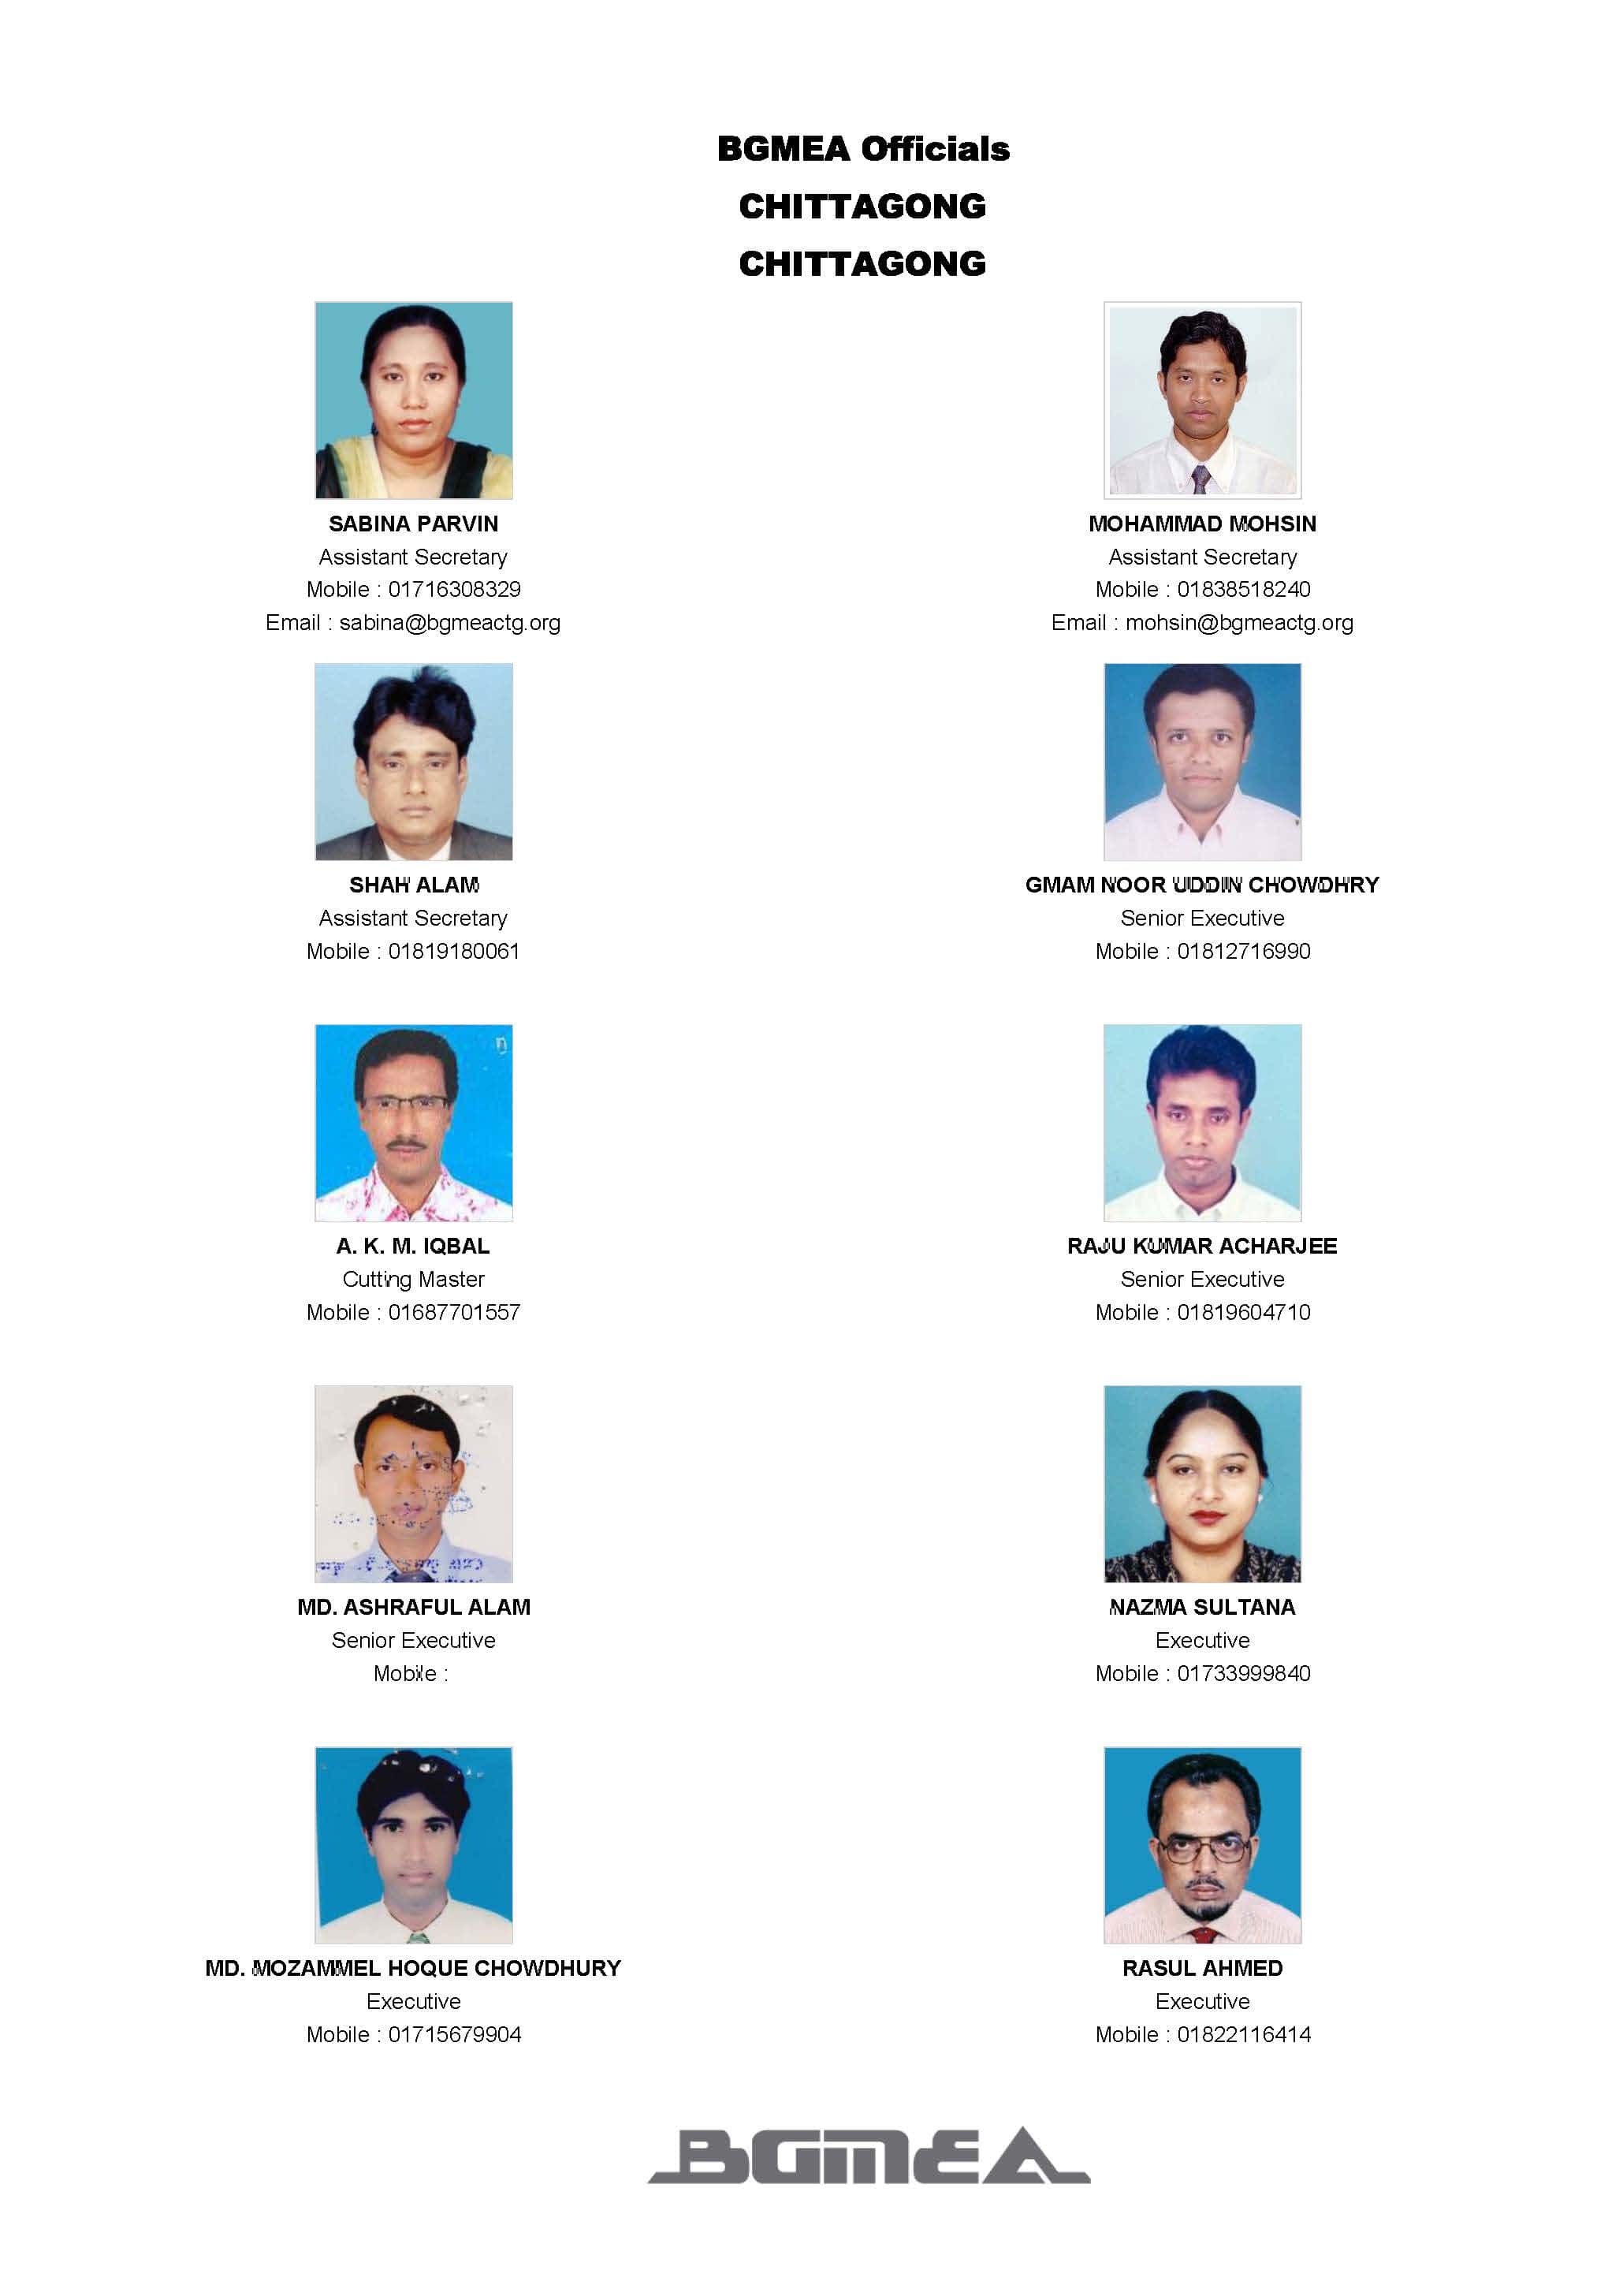 BGMEA Officials
CHITTAGONG
CHITTAGONG
SABINA PARVIN
Assistant Secretary
Mobile : 01716308329
Email : sabina@bgmeactg.org
MOHAMMAD MOHSIN
Assistant Secretary
Mobile : 01838518240
Email : mohsin@bgmeactg.org
SHAH ALAM
Assistant Secretary
Mobile : 01819180061
GMAM NOOR UDDIN CHOWDHRY
Senior Executive
Mobile : 01812716990
A. K. M. IQBAL
Cutting Master
Mobile : 01687701557
RAJU KUMAR ACHARJEE
Senior Executive
Mobile : 01819604710
MD. ASHRAFUL ALAM
Senior Executive
Mobile :
NAZMA SULTANA
Executive
Mobile : 01733999840
MD. MOZAMMEL HOQUE CHOWDHURY
Executive
Mobile : 01715679904
RASUL AHMED
Executive
Mobile : 01822116414
BGMEA